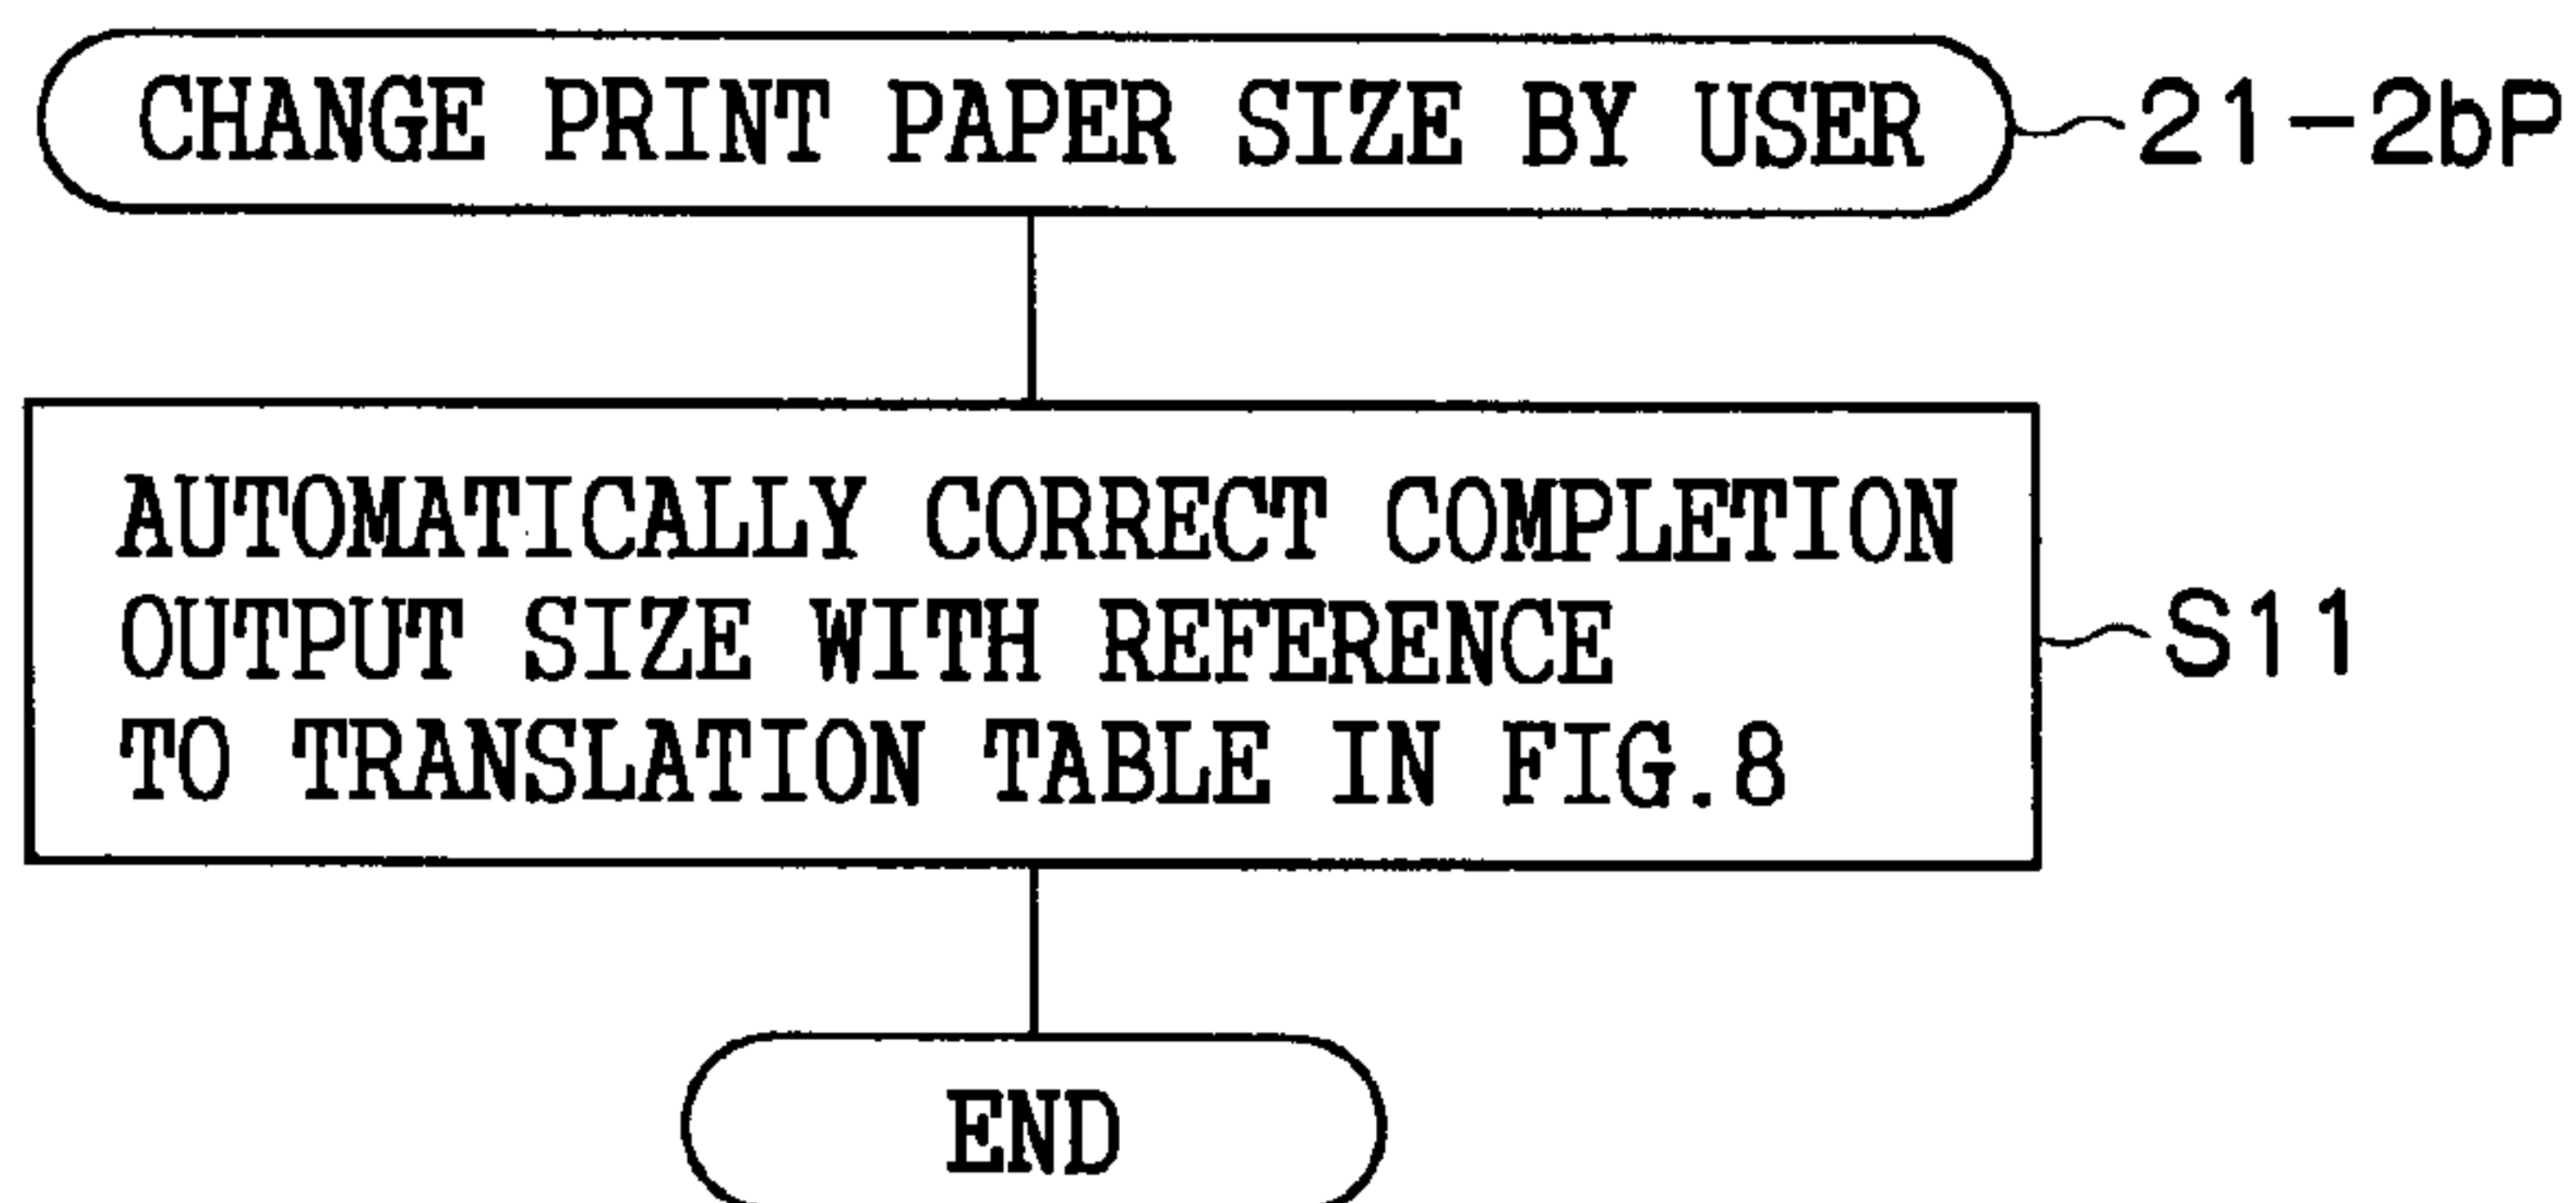 CHANGE PRINT PAPER SIZE BY USER 21-2bP
AUTOMATICALLY CORRECT COMPLETION
OUTPUT SIZE WITH REFERENCE
TO TRANSLATION TABLE IN FIG.8
S11
END